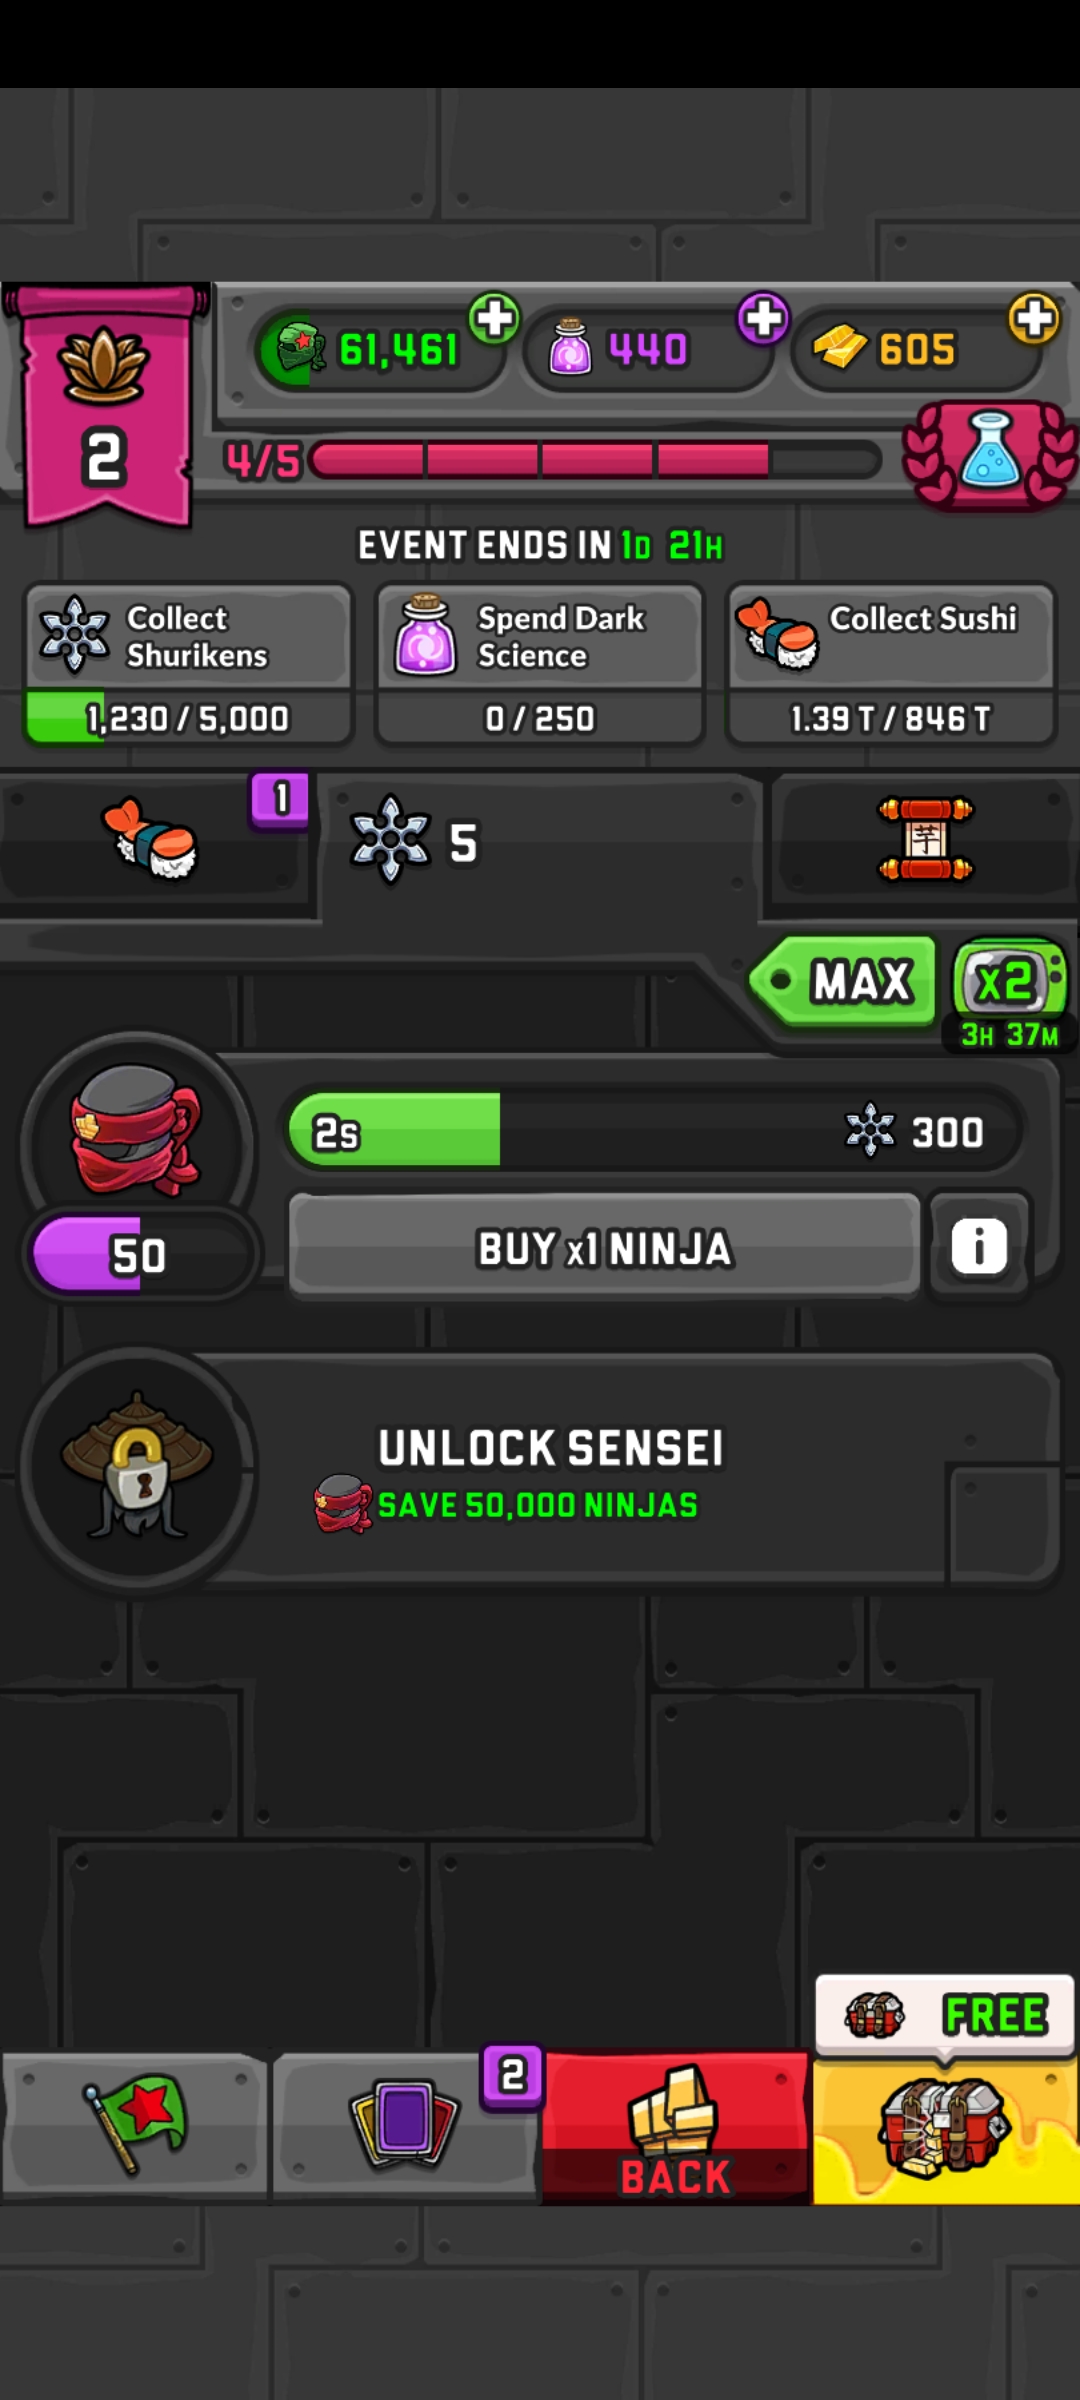 61,461
440
605
2
4/5
EVENT ENDS IN 1D 21H
Collect
Shurikens
1,230 / 5,000
Spend Dark
Science
0 / 250
Collect Sushi
1.39 T / 846 T
1
5
芋
MAX
x2
3H 37M
2s
300
50
BUY x1 NINJA
i
UNLOCK SENSEI
SAVE 50,000 NINJAS
FREE
2
BACK